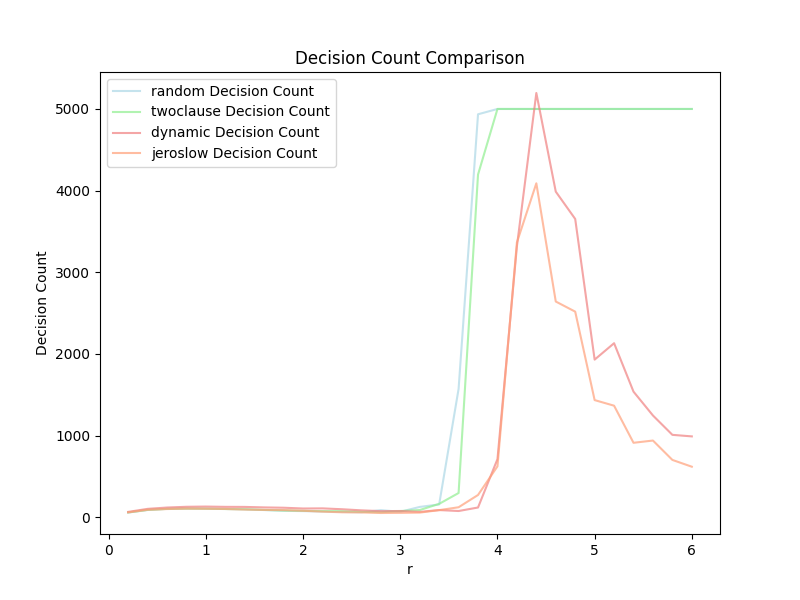 Decision Count Comparison
random Decision Count
twoclause Decision Count
dynamic Decision Count
jeroslow Decision Count
Decision Count
5000
4000
3000
2000
1000
0
0 1 2 3 4 5 6
r